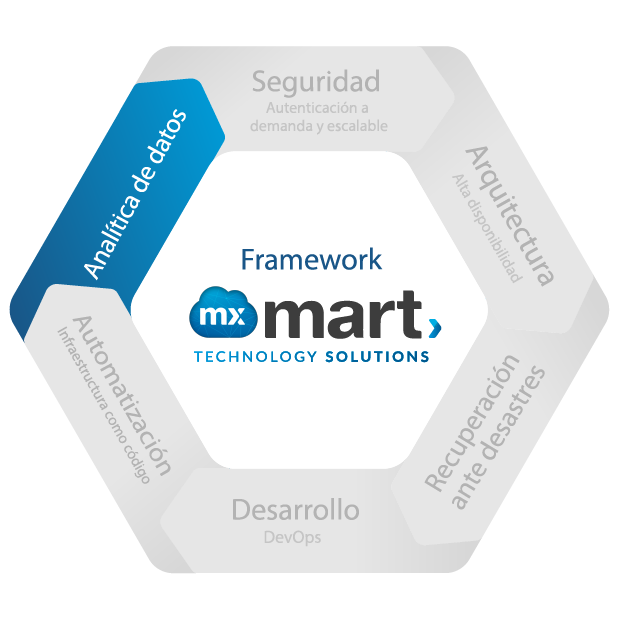 Seguridad
Autenticación a
demanda y escalable
Arquitectura
Alta disponibilidad
Recuperación
ante desastres
Desarrollo
DevOps
Automatización
Infraestructura como código
Analítica de datos
Framework
mx mart
TECHNOLOGY SOLUTIONS